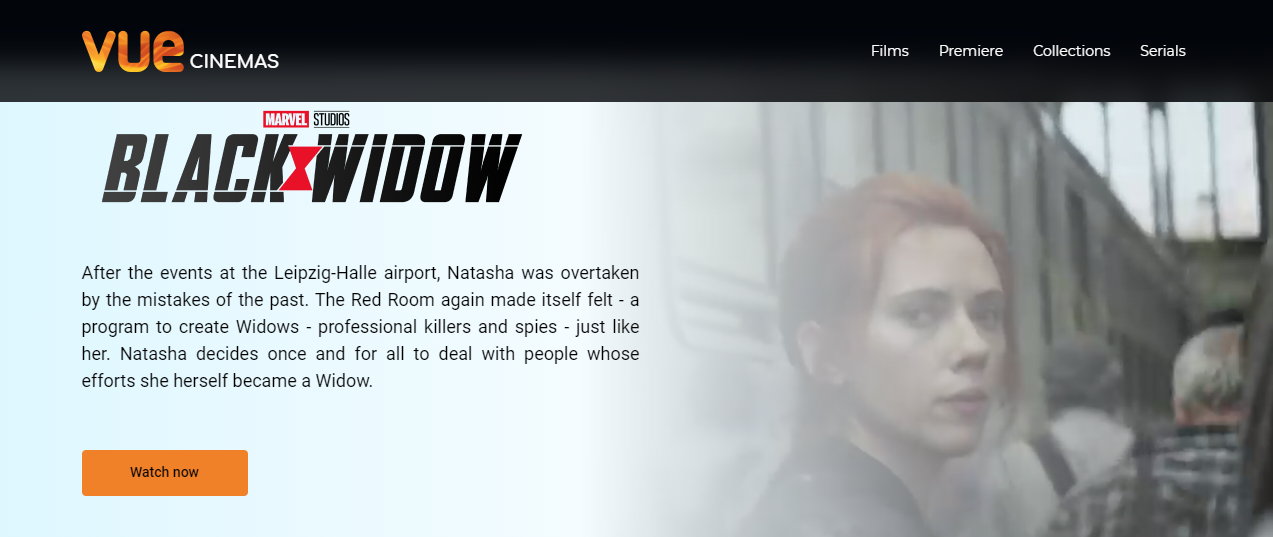 vue CINEMAS
Films Premiere Collections Serials
MARVEL STUDIOS
BLACK WIDOW
After the events at the Leipzig-Halle airport, Natasha was overtaken
by the mistakes of the past. The Red Room again made itself felt - a
program to create Widows - professional killers and spies - just like
her. Natasha decides once and for all to deal with people whose
efforts she herself became a Widow.
Watch now